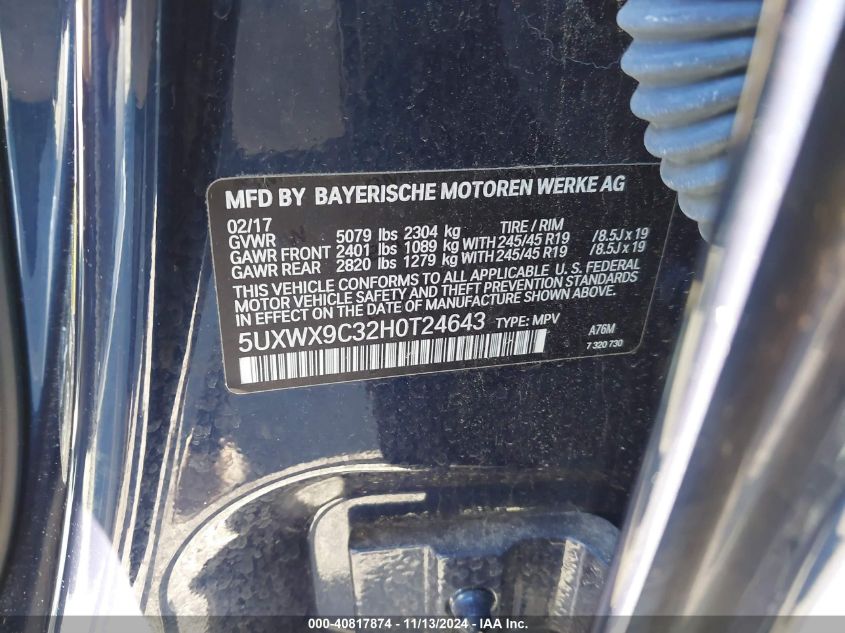 MFD BY BAYERISCHE MOTOREN WERKE AG
02/17
GVWR 5079 lbs 2304 kg TIRE / RIM
GAWR FRONT 2401 lbs 1089 kg WITH 245/45 R19 /8.5J x 19
GAWR REAR 2820 lbs 1279 kg WITH 245/45 R19 /8.5J x 19
THIS VEHICLE CONFORMS TO ALL APPLICABLE U. S. FEDERAL
MOTOR VEHICLE SAFETY AND THEFT PREVENTION STANDARDS
IN EFFECT ON THE DATE OF MANUFACTURE SHOWN ABOVE.
5UXWX9C32H0T24643 TYPE: MPV A76M
7 320 730
000-40817874 - 11/13/2024 - IAA Inc.